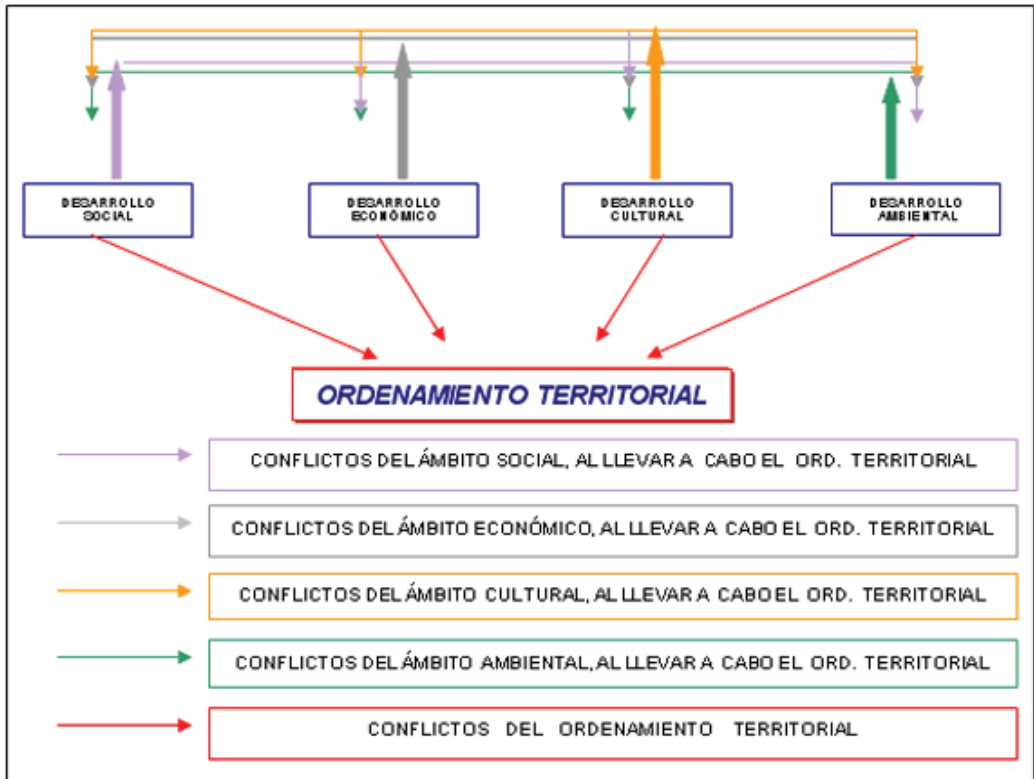 DESARROLLO
SOCIAL
DESARROLLO
ECONÓMICO
DESARROLLO
CULTURAL
DESARROLLO
AMBIENTAL
ORDENAMIENTO TERRITORIAL
CONFLICTOS DEL ÁMBITO SOCIAL, AL LLEVAR A CABO EL ORD. TERRITORIAL
CONFLICTOS DEL ÁMBITO ECONÓMICO, AL LLEVAR A CABO EL ORD. TERRITORIAL
CONFLICTOS DEL ÁMBITO CULTURAL, AL LLEVAR A CABO EL ORD. TERRITORIAL
CONFLICTOS DEL ÁMBITO AMBIENTAL, AL LLEVAR A CABO EL ORD. TERRITORIAL
CONFLICTOS DEL ORDENAMIENTO TERRITORIAL